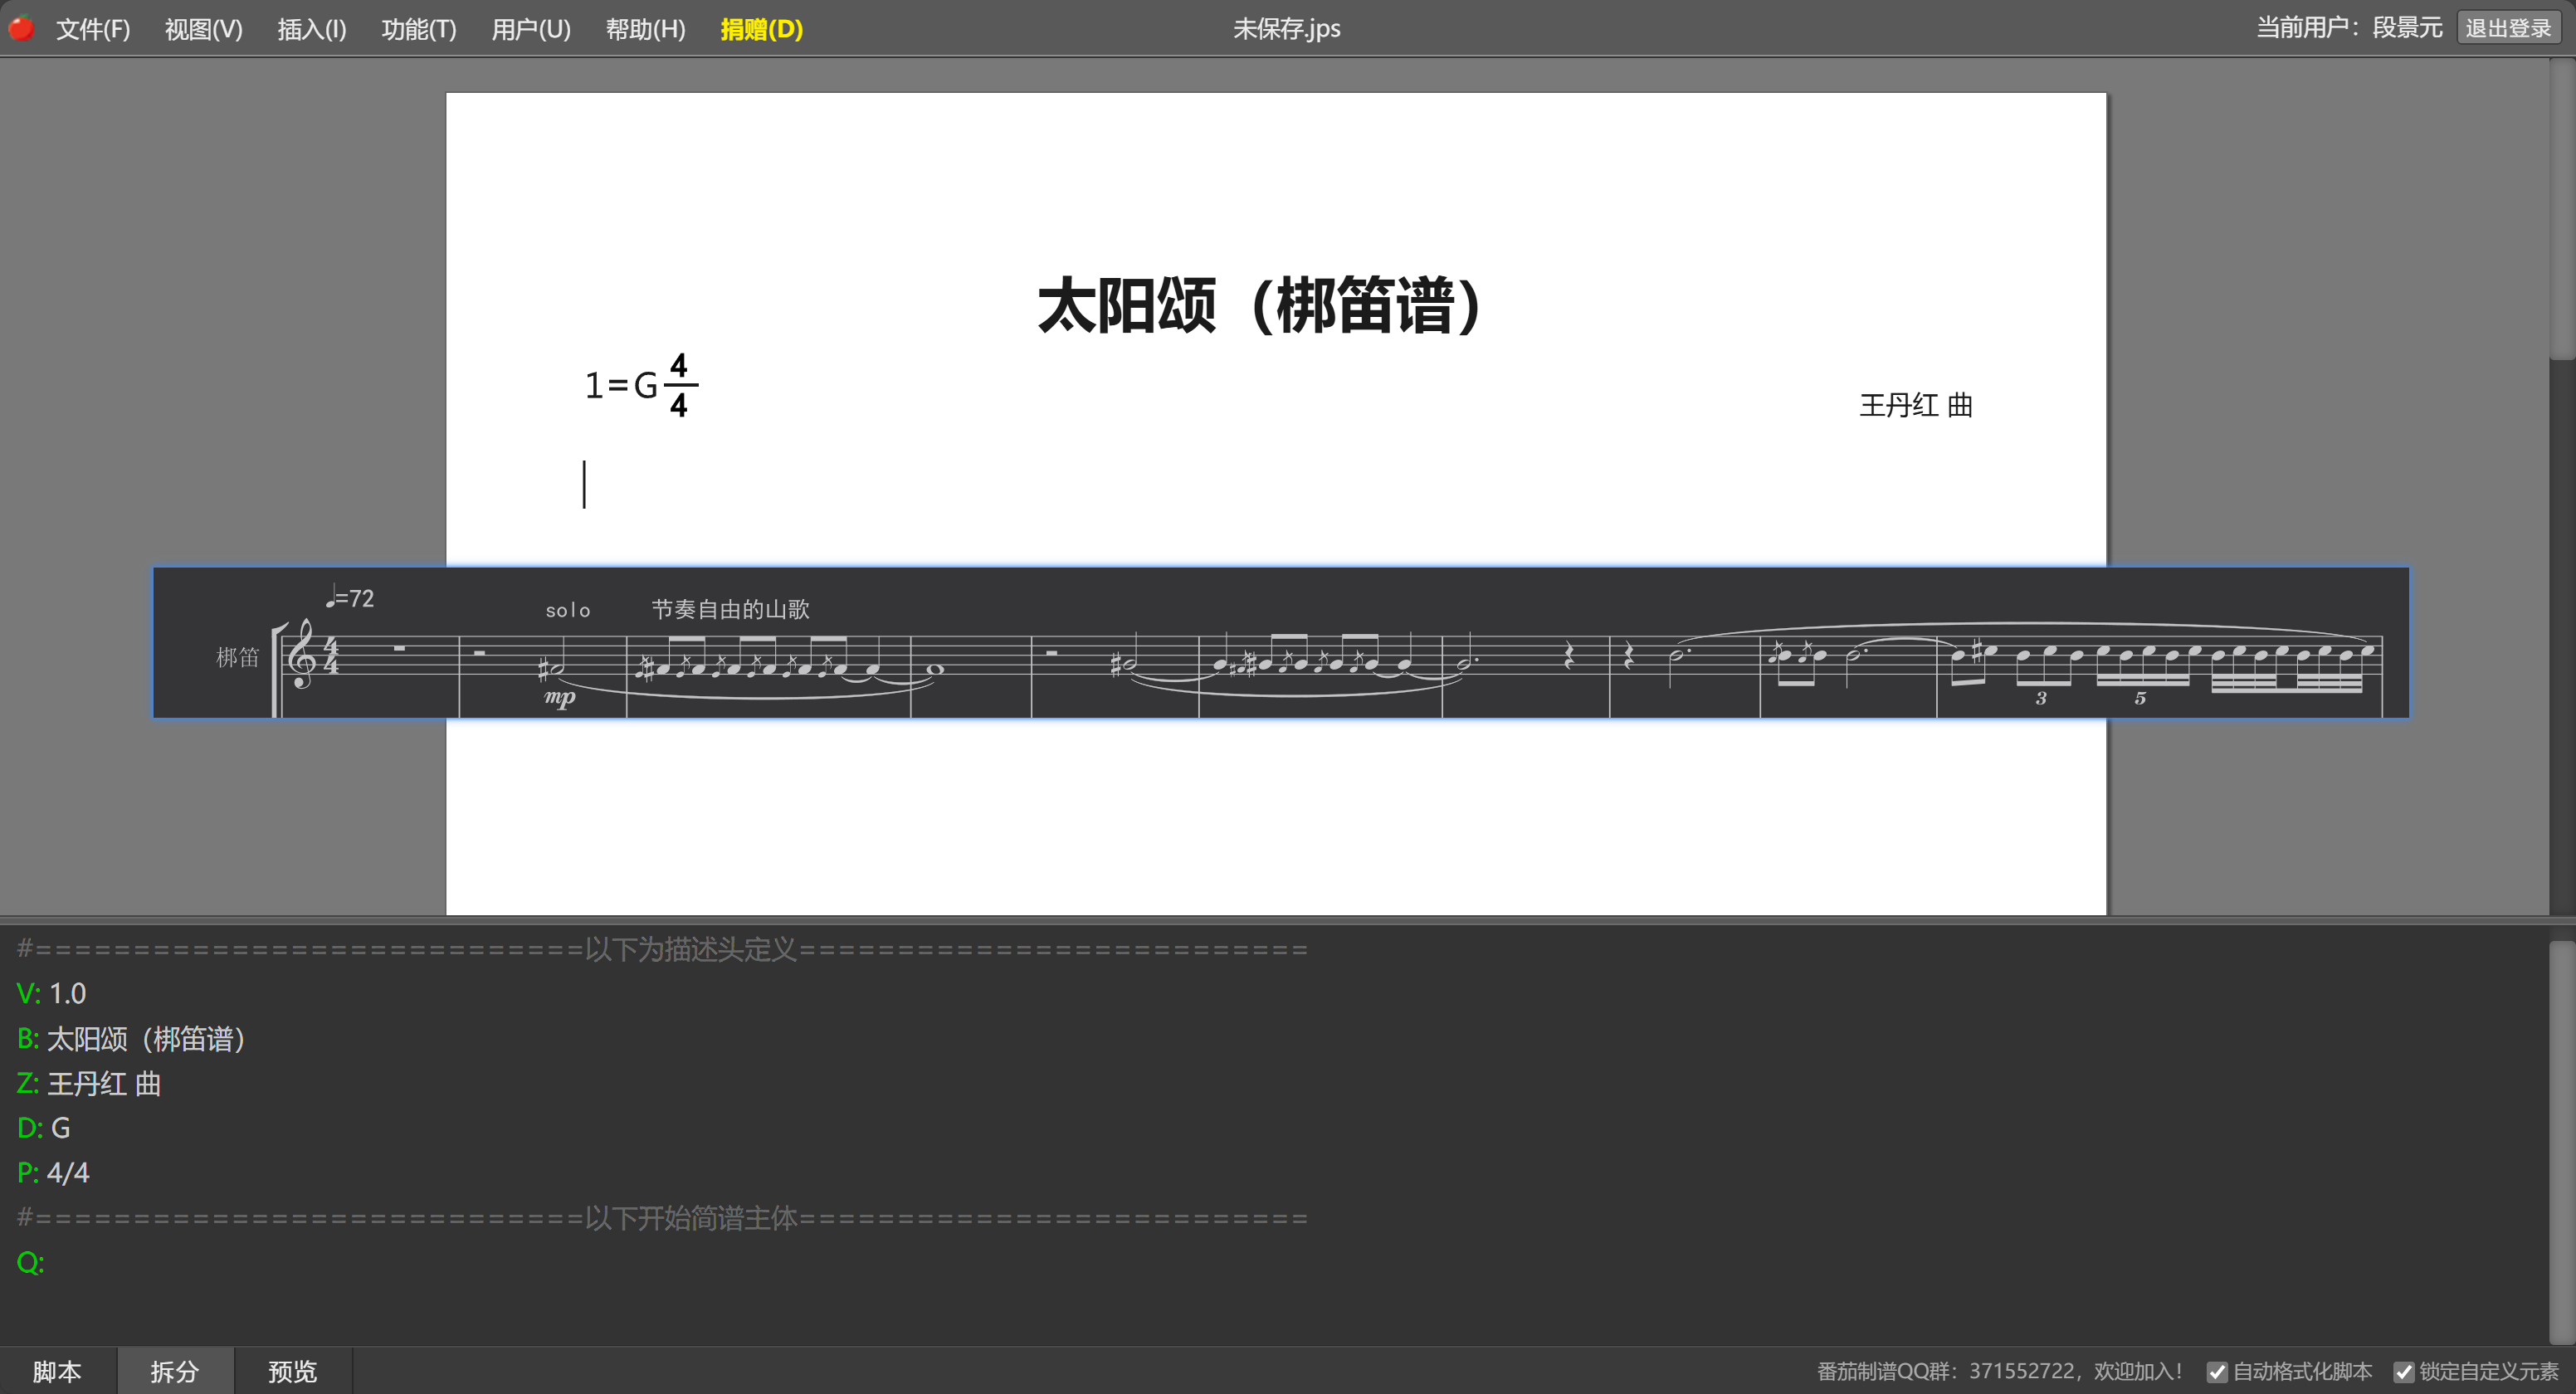 文件(F) 视图(V) 插入(I) 功能(T) 用户(U) 帮助(H) 捐赠(D) 未保存.jps 当前用户：段景元 退出登录
太阳颂（梆笛谱）
1=G 4/4
王丹红 曲
♩=72
solo 节奏自由的山歌
梆笛 4/4
mp 3 5
#============================以下为描述头定义==========================
V: 1.0
B: 太阳颂（梆笛谱）
Z: 王丹红 曲
D: G
P: 4/4
#============================以下开始简谱主体==========================
Q:
脚本 拆分 预览 番茄制谱QQ群：371552722，欢迎加入！ 自动格式化脚本 锁定自定义元素